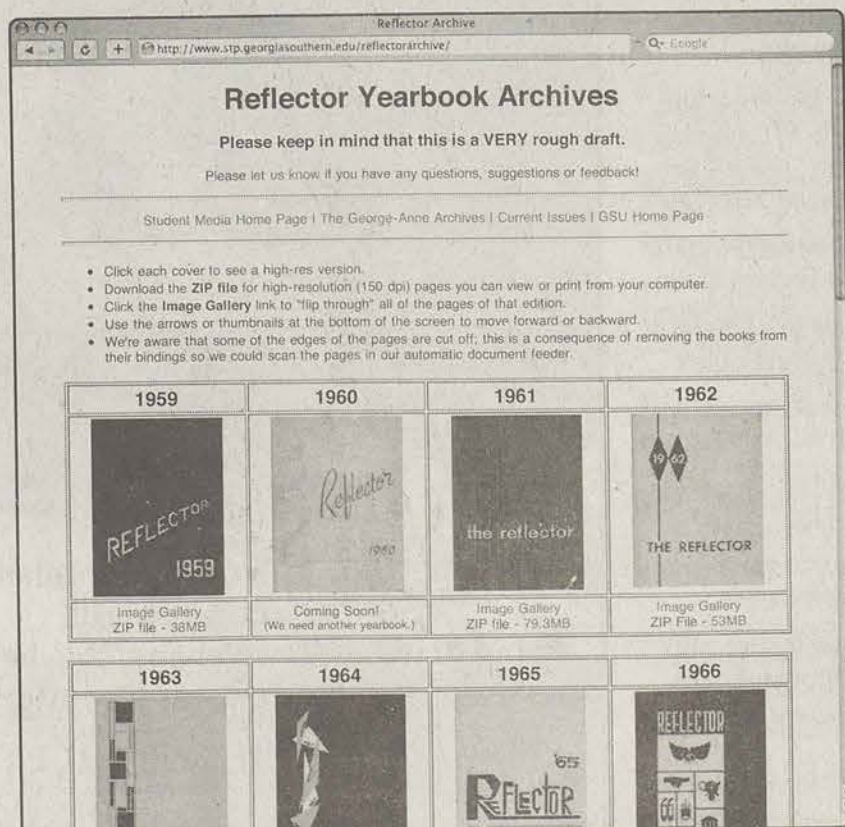 Reflector Archive
http://www.stp.georgiasouthern.edu/reflectorarchive/
Google
Reflector Yearbook Archives
Please keep in mind that this is a VERY rough draft.
Please let us know if you have any questions, suggestions or feedback!
Student Media Home Page | The George-Anne Archives | Current Issues | GSU Home Page
• Click each cover to see a high-res version.
• Download the ZIP file for high-resolution (150 dpi) pages you can view or print from your computer.
• Click the Image Gallery link to "flip through" all of the pages of that edition.
• Use the arrows or thumbnails at the bottom of the screen to move forward or backward.
• We're aware that some of the edges of the pages are cut off; this is a consequence of removing the books from
their bindings so we could scan the pages in our automatic document feeder.
1959 1960 1961 1962
REFLECTOR
1959
Reflector
1960
the reflector
19 62
THE REFLECTOR
Image Gallery
ZIP file - 38MB
Coming Soon!
(We need another yearbook.)
Image Gallery
ZIP file - 79.3MB
Image Gallery
ZIP File - 53MB
1963 1964 1965 1966
'65
REFLECTOR
REFLECTOR
66